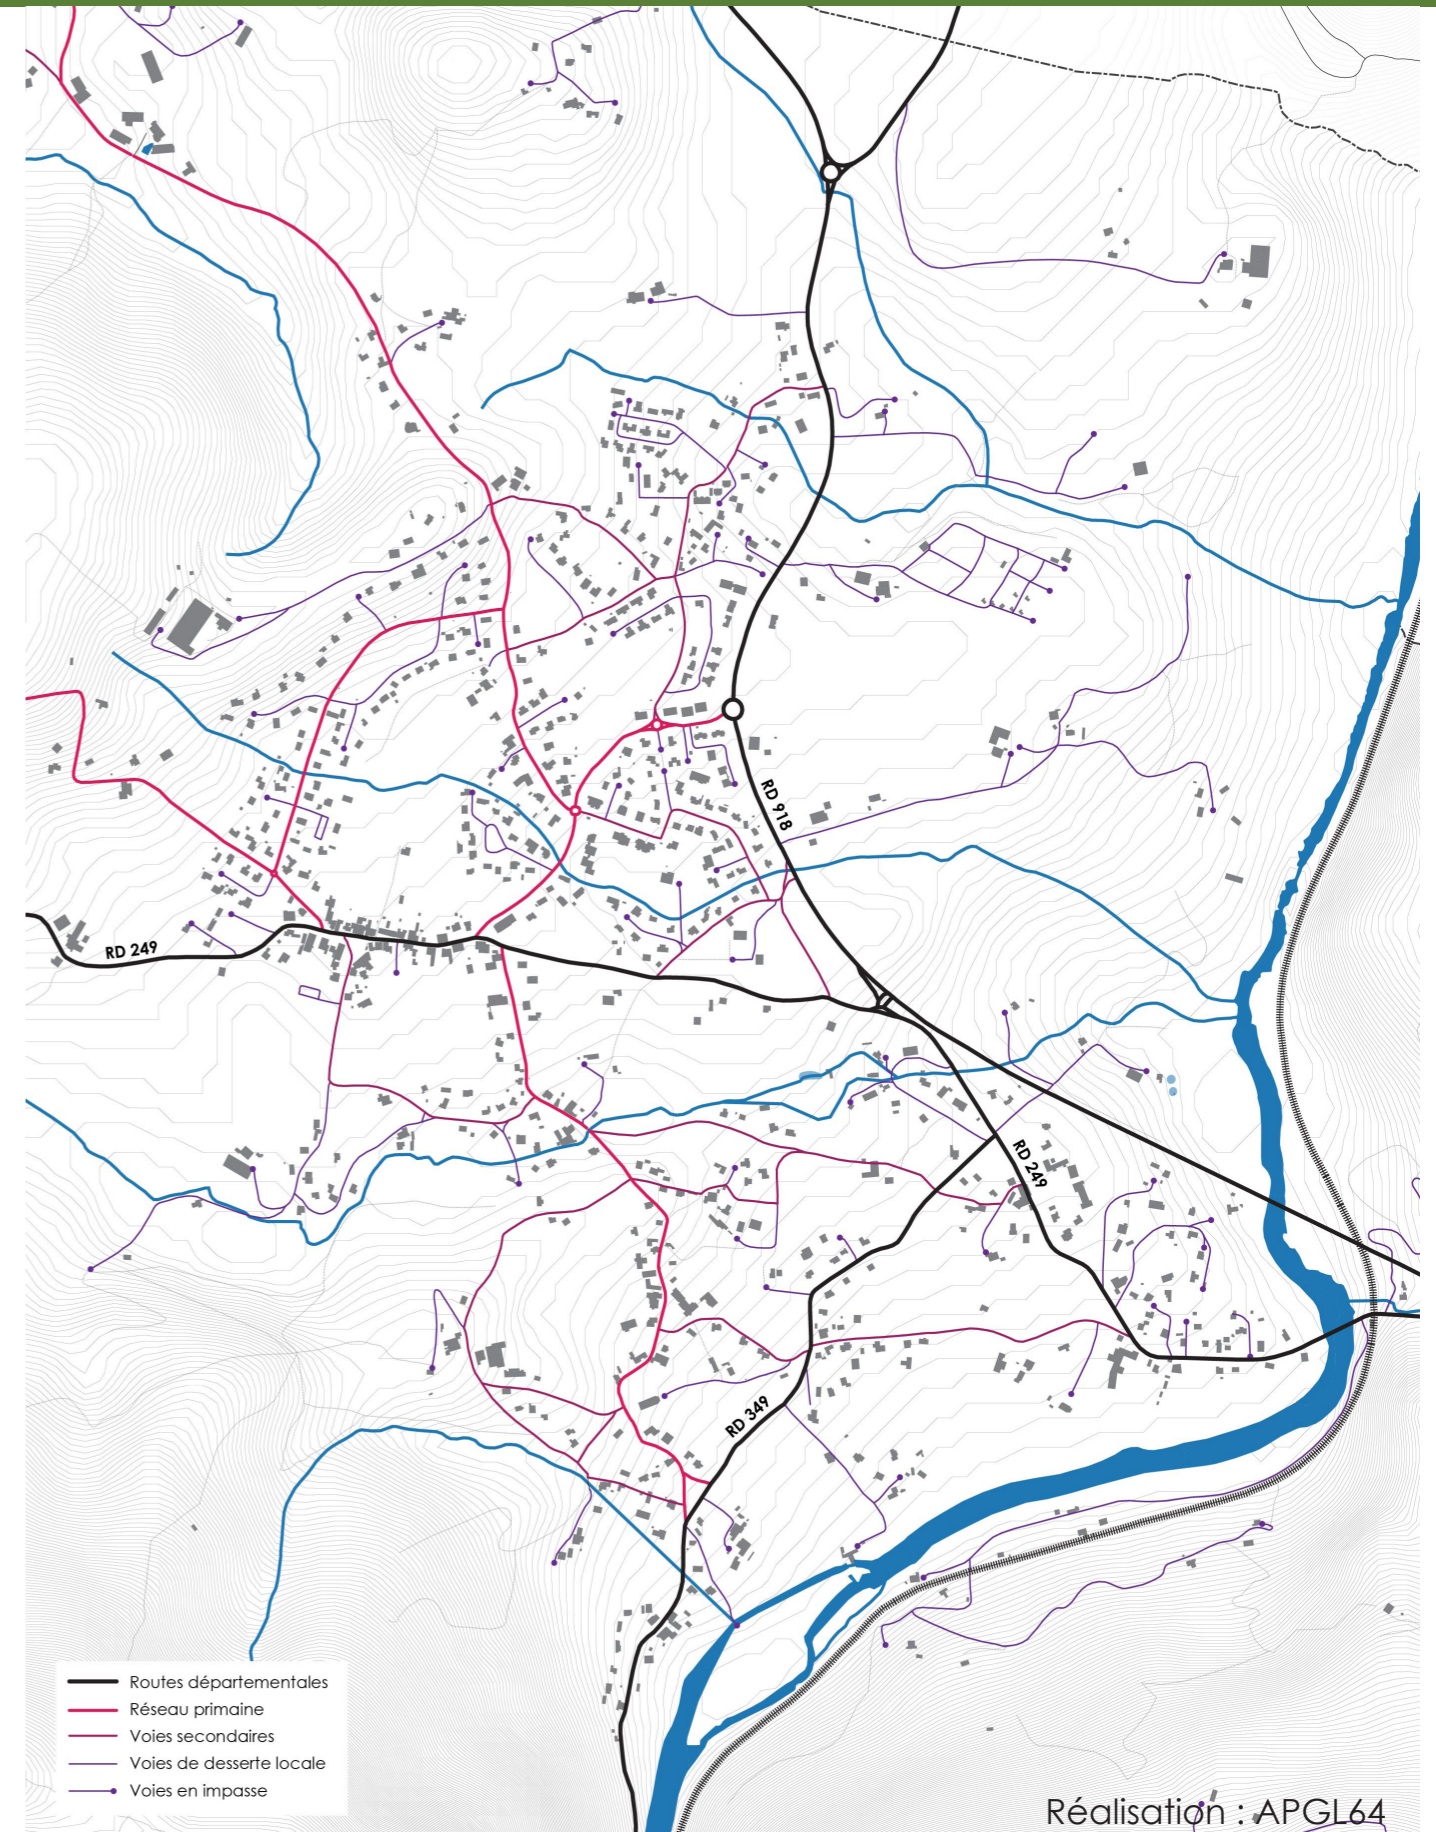 RD 918
RD 249
RD 249
RD 349
Routes départementales
Réseau primaine
Voies secondaires
Voies de desserte locale
Voies en impasse
Réalisation : APGL64